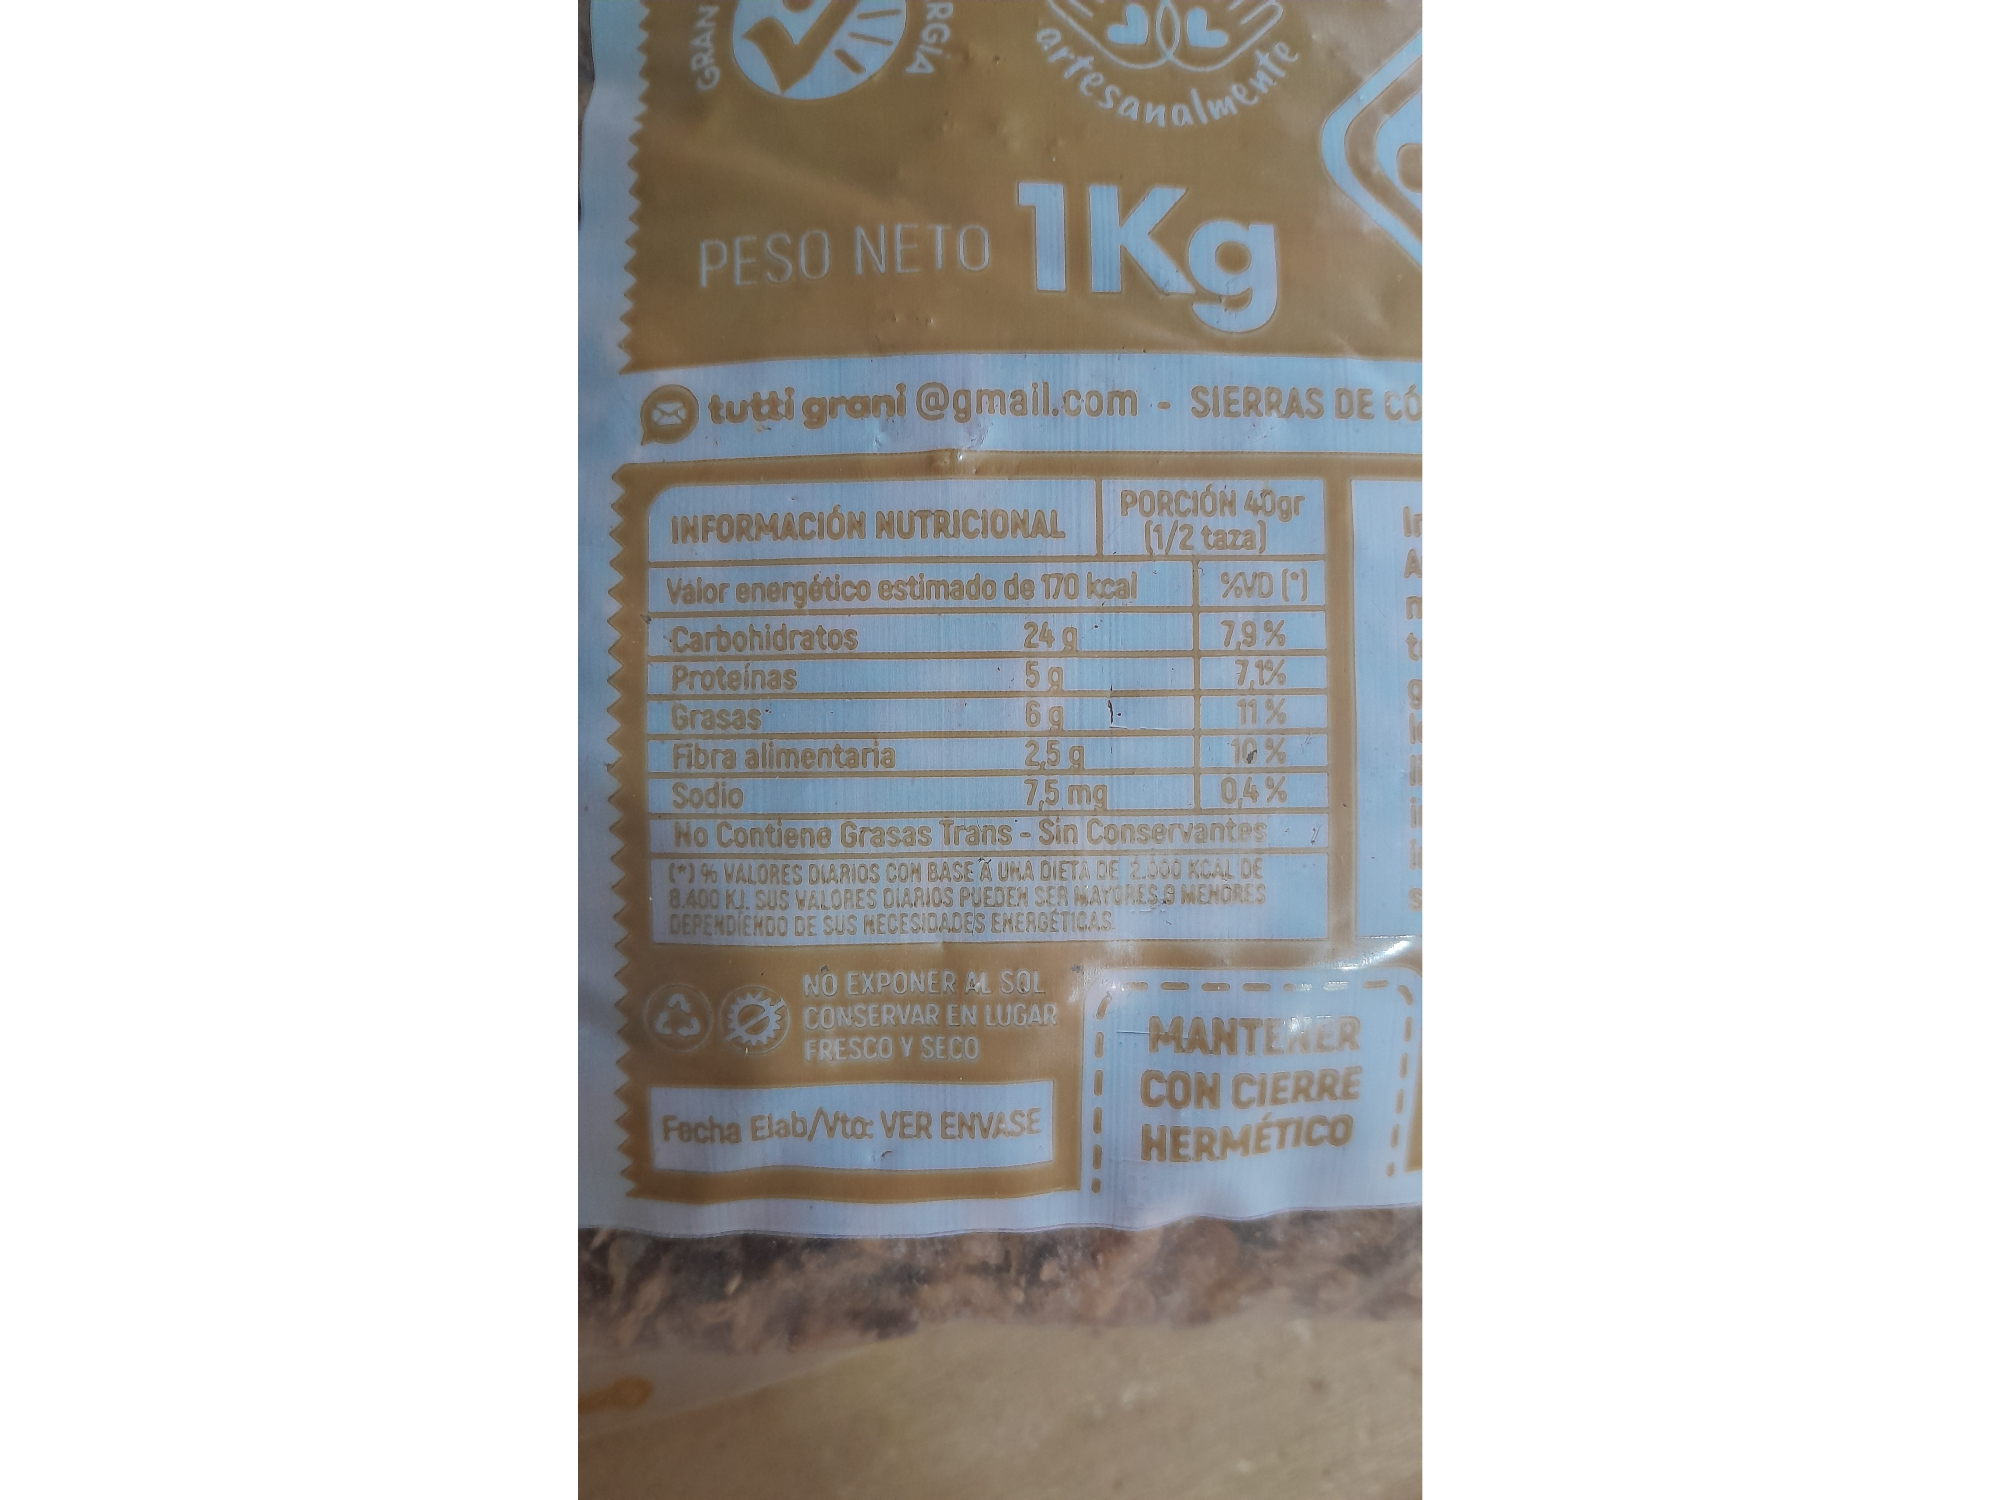 GRAN
RGÍA
artesanalmente
PESO NETO 1Kg
tutti grani @gmail.com - SIERRAS DE CÓ
INFORMACIÓN NUTRICIONAL
PORCIÓN 40gr
(1/2 taza)
Valor energético estimado de 170 kcal %VD (*)
Carbohidratos 24 g 7,9 %
Proteínas 5 g 7,1%
Grasas 6 g 11 %
Fibra alimentaria 2,5 g 10 %
Sodio 7,5 mg 0,4 %
No Contiene Grasas Trans - Sin Conservantes
(*) % VALORES DIARIOS CON BASE A UNA DIETA DE 2.000 KCAL DE
8.400 KJ. SUS VALORES DIARIOS PUEDEN SER MAYORES O MENORES
DEPENDIENDO DE SUS NECESIDADES ENERGÉTICAS.
NO EXPONER AL SOL
CONSERVAR EN LUGAR
FRESCO Y SECO
Fecha Elab/Vto: VER ENVASE
MANTENER
CON CIERRE
HERMÉTICO